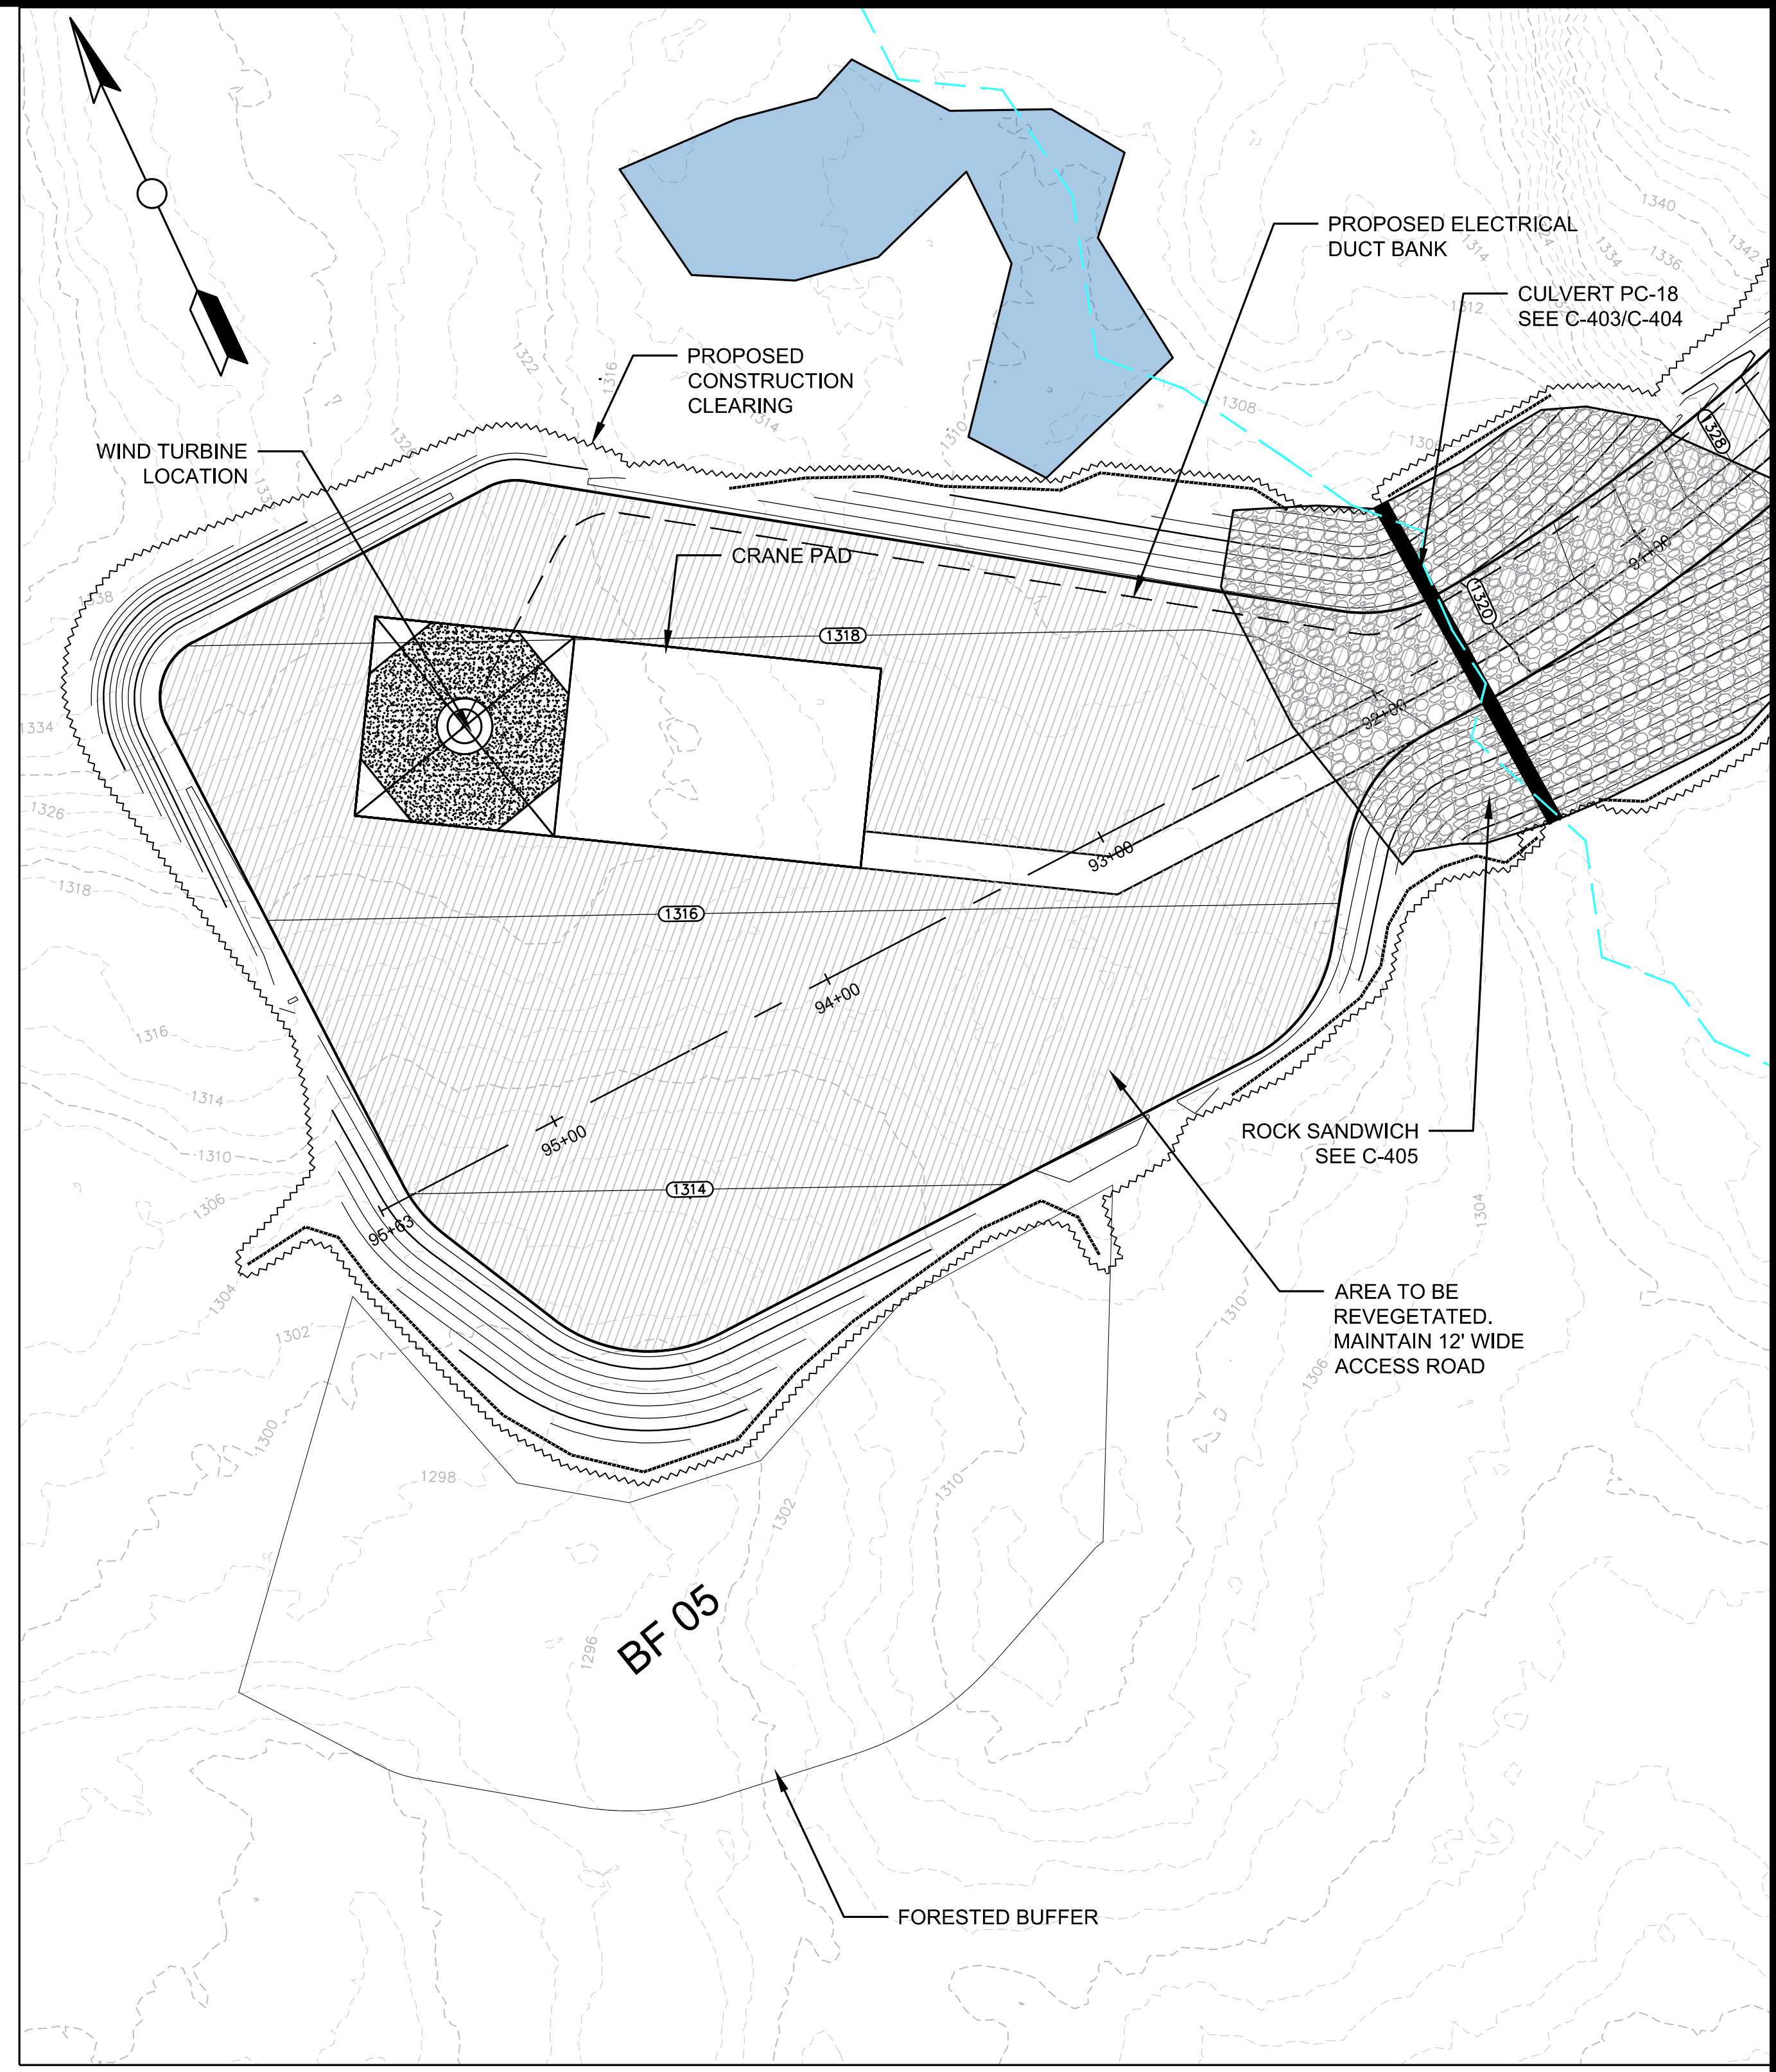 1340
1342
1314
1324
1334
1336
PROPOSED ELECTRICAL
DUCT BANK
CULVERT PC-18
SEE C-403/C-404
1312
1322
1316
PROPOSED
CONSTRUCTION
CLEARING
1314
1310
1308
1306
1328
WIND TURBINE
LOCATION
CRANE PAD
91+00
1320
1338
1318
92+00
1334
1326
93+00
1318
1316
94+00
1316
1314
95+00
1310
ROCK SANDWICH
SEE C-405
1314
1306
95+63
1304
1304
1302
1310
AREA TO BE
REVEGETATED.
MAINTAIN 12' WIDE
ACCESS ROAD
1306
1300
1298
1310
1302
BF 05
1296
FORESTED BUFFER